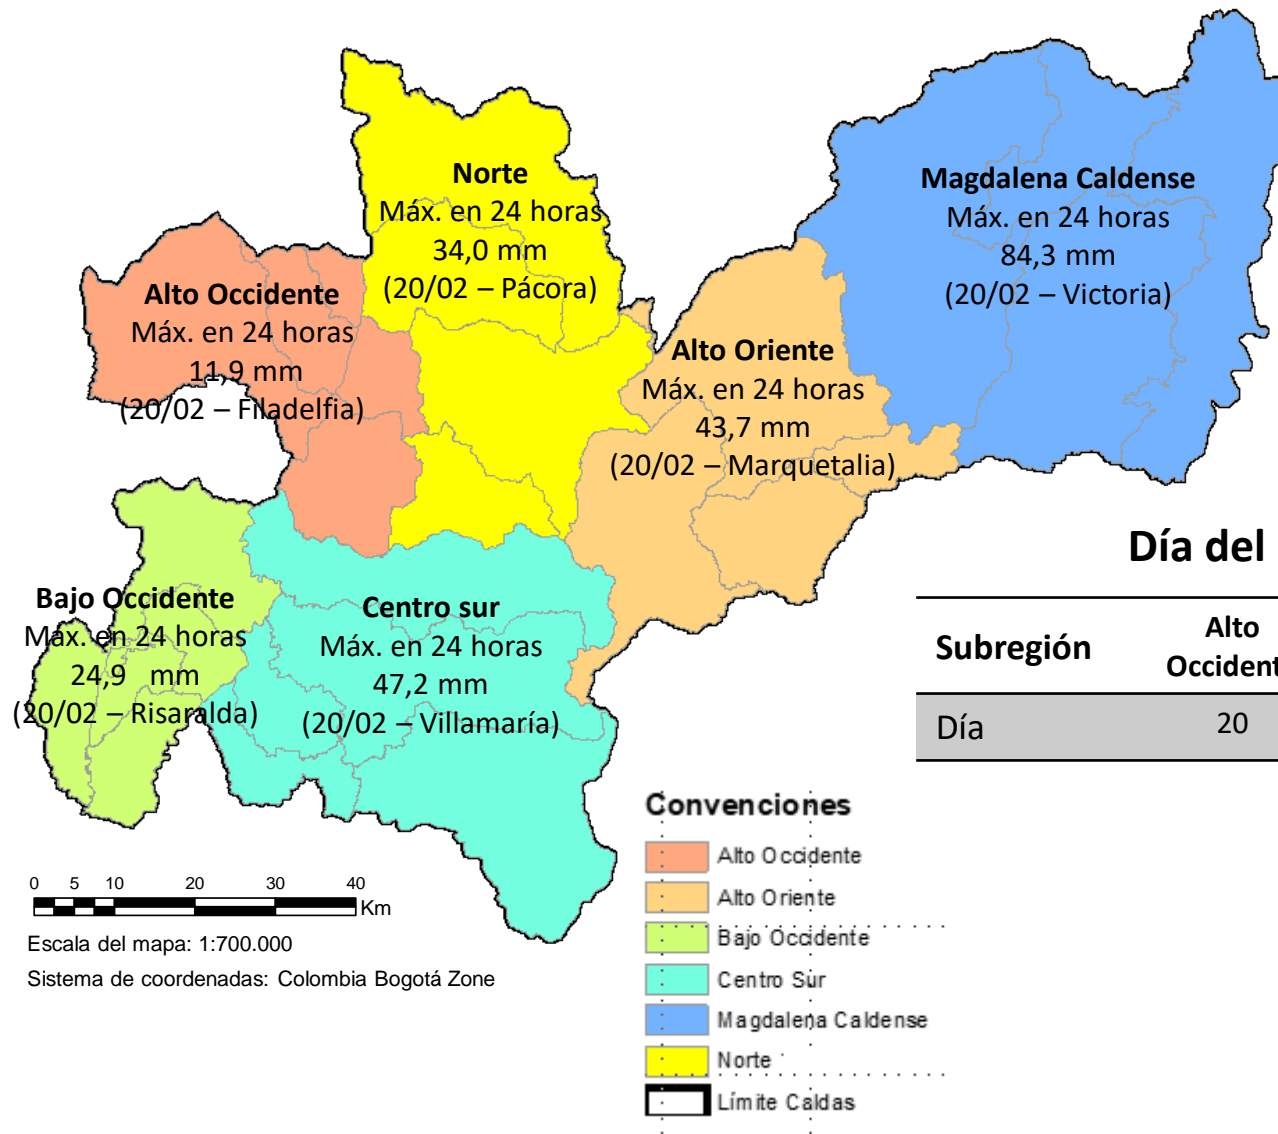 Norte
Máx. en 24 horas
34,0 mm
(20/02 – Pácora)
Magdalena Caldense
Máx. en 24 horas
84,3 mm
(20/02 – Victoria)
Alto Occidente
Máx. en 24 horas
11,9 mm
(20/02 – Filadelfia)
Alto Oriente
Máx. en 24 horas
43,7 mm
(20/02 – Marquetalia)
Bajo Occidente
Máx. en 24 horas
24,9 mm
(20/02 – Risaralda)
Centro sur
Máx. en 24 horas
47,2 mm
(20/02 – Villamaría)
Día del
Subregión
Alto
Occident
Día 20
Convenciones
Alto Occidente
Alto Oriente
Bajo Occidente
Centro Sur
Magdalena Caldense
Norte
Límite Caldas
0 5 10 20 30 40
Km
Escala del mapa: 1:700.000
Sistema de coordenadas: Colombia Bogotá Zone